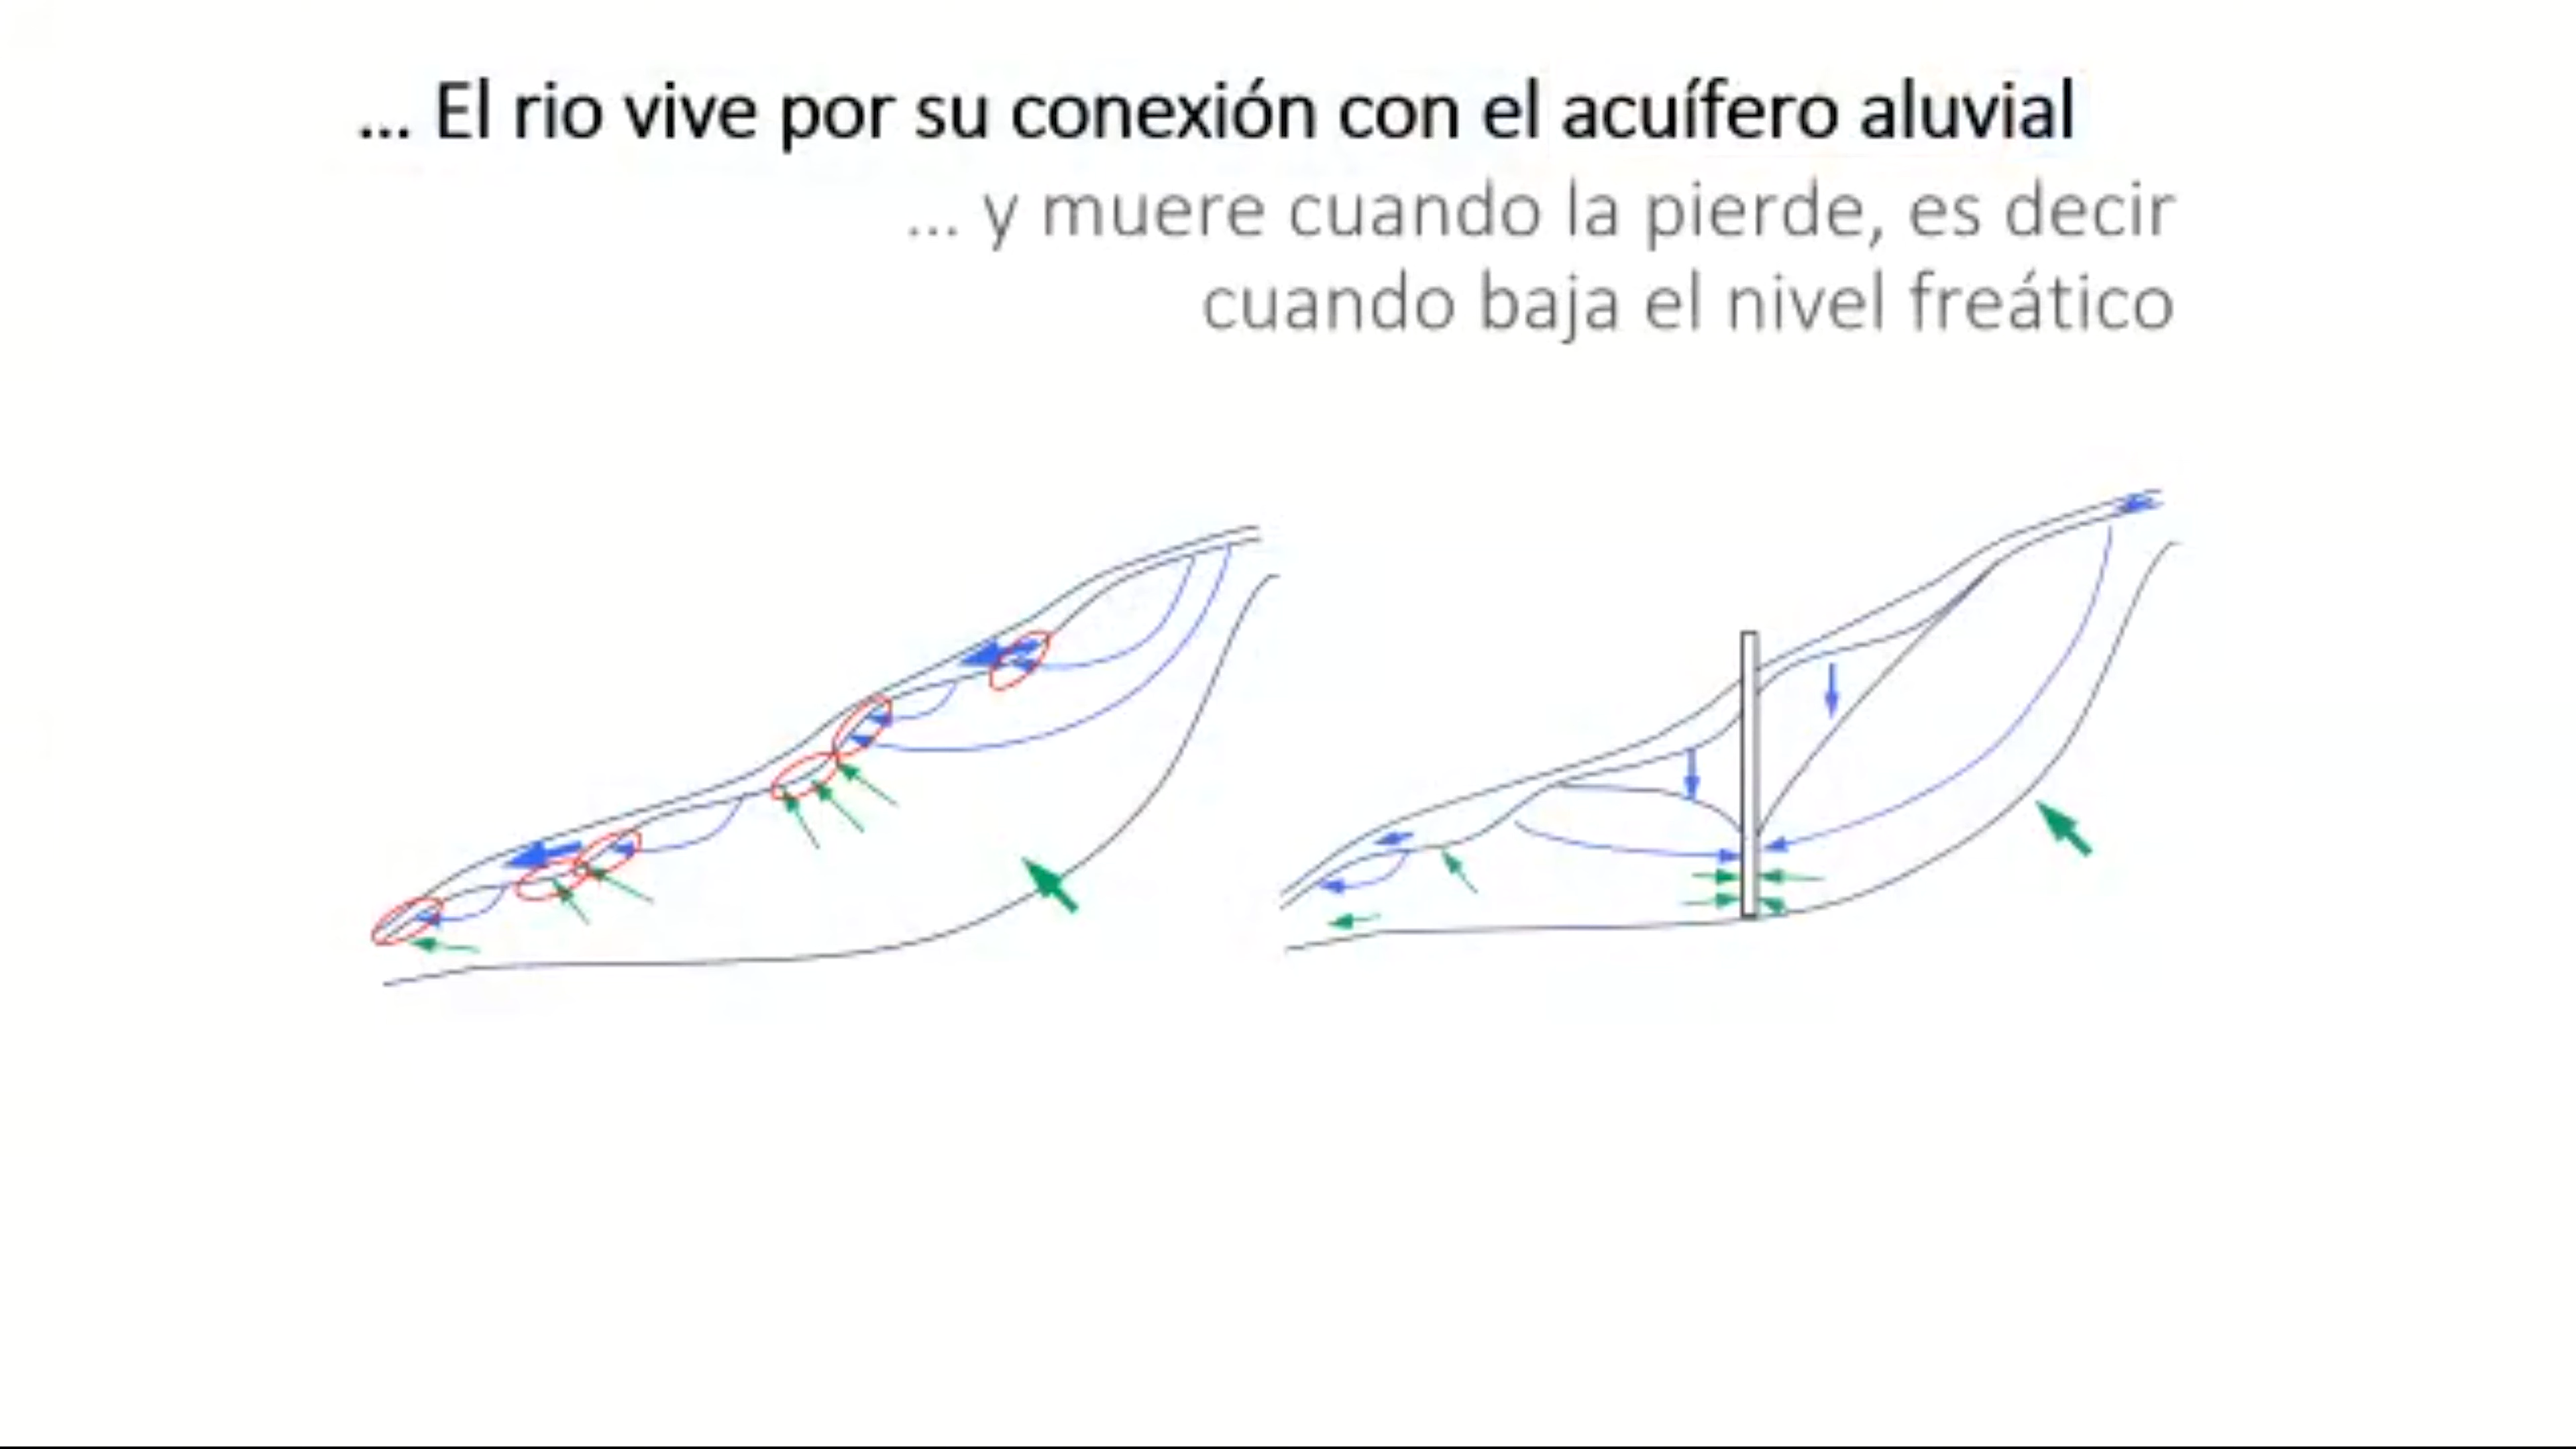 ... El rio vive por su conexión con el acuífero aluvial
... y muere cuando la pierde, es decir
cuando baja el nivel freático